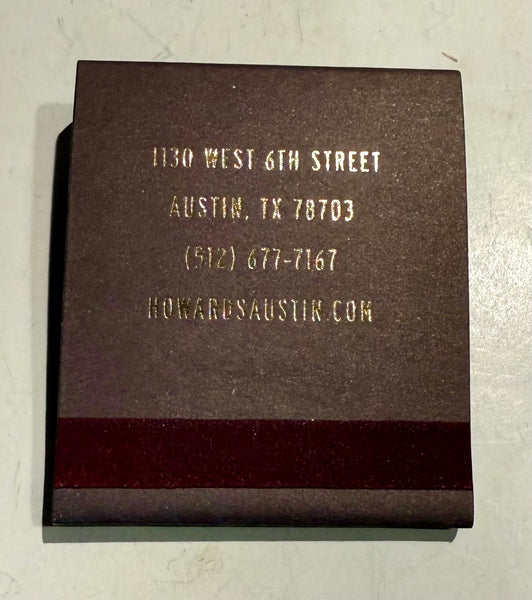 1130 WEST 6TH STREET
AUSTIN, TX 78703
(512) 677-7167
HOWARDSAUSTIN.COM